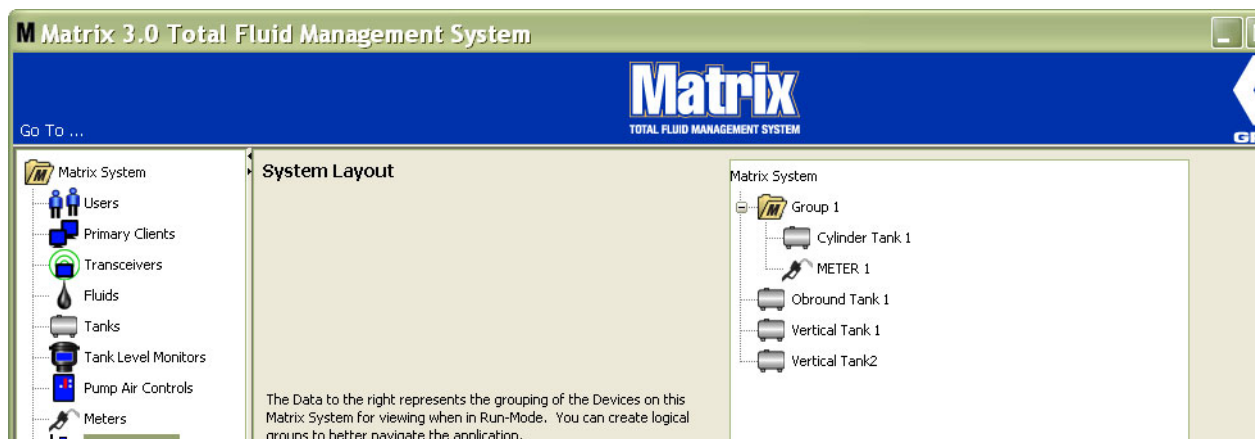 M Matrix 3.0 Total Fluid Management System
Matrix
TOTAL FLUID MANAGEMENT SYSTEM
Go To ...
Matrix System
Users
Primary Clients
Transceivers
Fluids
Tanks
Tank Level Monitors
Pump Air Controls
Meters
System Layout
The Data to the right represents the grouping of the Devices on this
Matrix System for viewing when in Run-Mode.  You can create logical
groups to better navigate the application.
Matrix System
Group 1
Cylinder Tank 1
METER 1
Obround Tank 1
Vertical Tank 1
Vertical Tank2